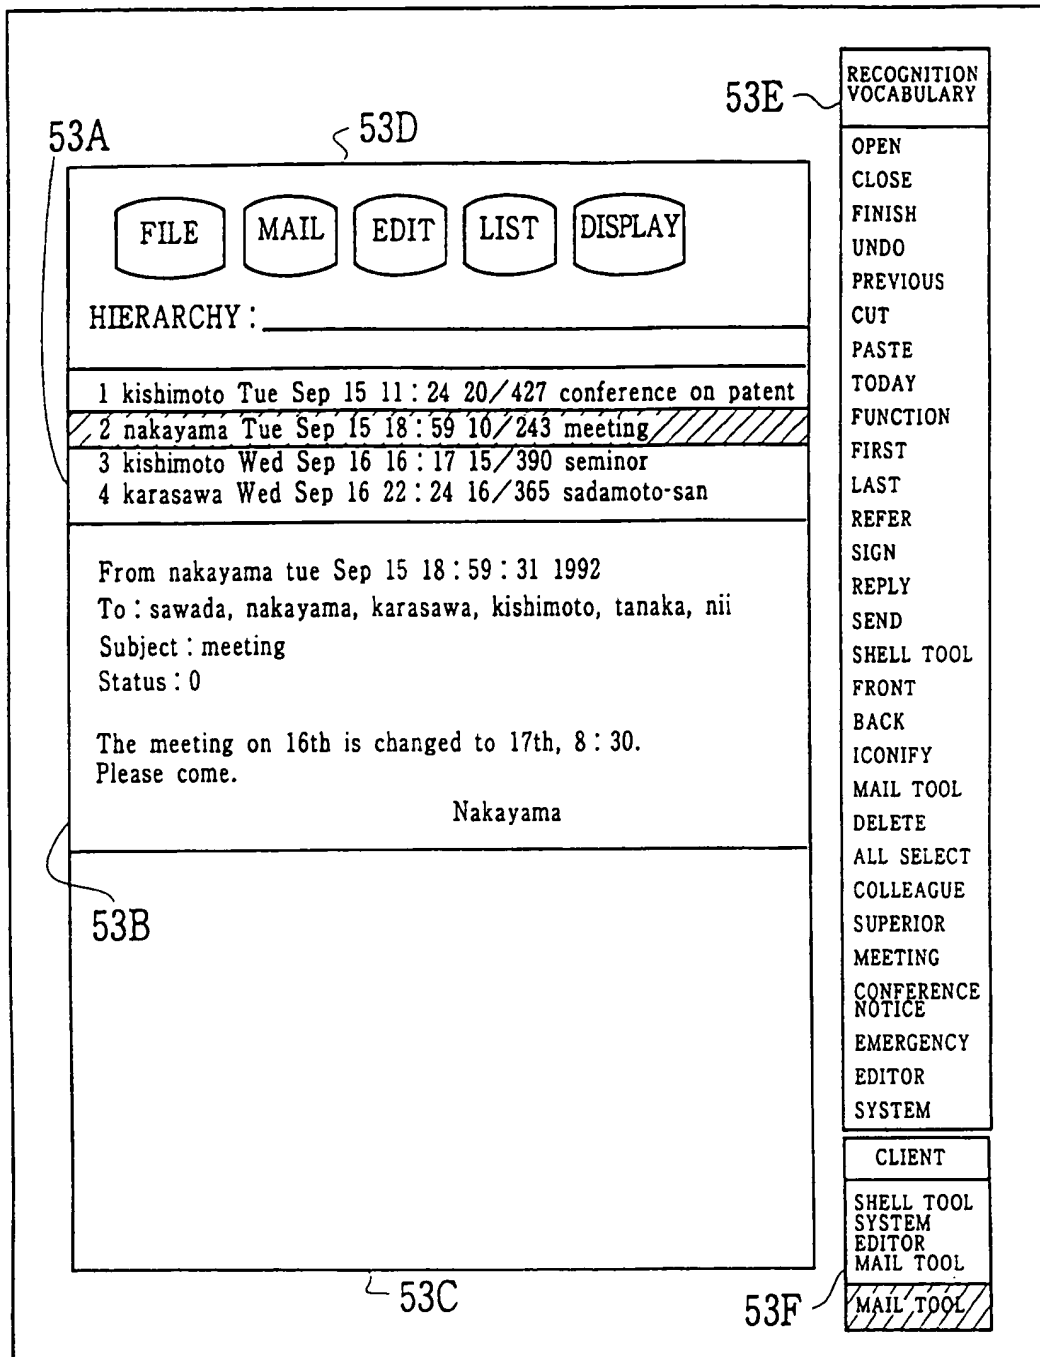 53A
53D
FILE MAIL EDIT LIST DISPLAY
HIERARCHY :
1 kishimoto Tue Sep 15 11 : 24 20/427 conference on patent
2 nakayama Tue Sep 15 18 : 59 10/243 meeting
3 kishimoto Wed Sep 16 16 : 17 15/390 seminor
4 karasawa Wed Sep 16 22 : 24 16/365 sadamoto-san
From nakayama tue Sep 15 18 : 59 : 31 1992
To : sawada, nakayama, karasawa, kishimoto, tanaka, nii
Subject : meeting
Status : 0
The meeting on 16th is changed to 17th, 8 : 30.
Please come.
Nakayama
53B
53C
53E
RECOGNITION
VOCABULARY
OPEN
CLOSE
FINISH
UNDO
PREVIOUS
CUT
PASTE
TODAY
FUNCTION
FIRST
LAST
REFER
SIGN
REPLY
SEND
SHELL TOOL
FRONT
BACK
ICONIFY
MAIL TOOL
DELETE
ALL SELECT
COLLEAGUE
SUPERIOR
MEETING
CONFERENCE
NOTICE
EMERGENCY
EDITOR
SYSTEM
CLIENT
SHELL TOOL
SYSTEM
EDITOR
MAIL TOOL
53F
MAIL TOOL